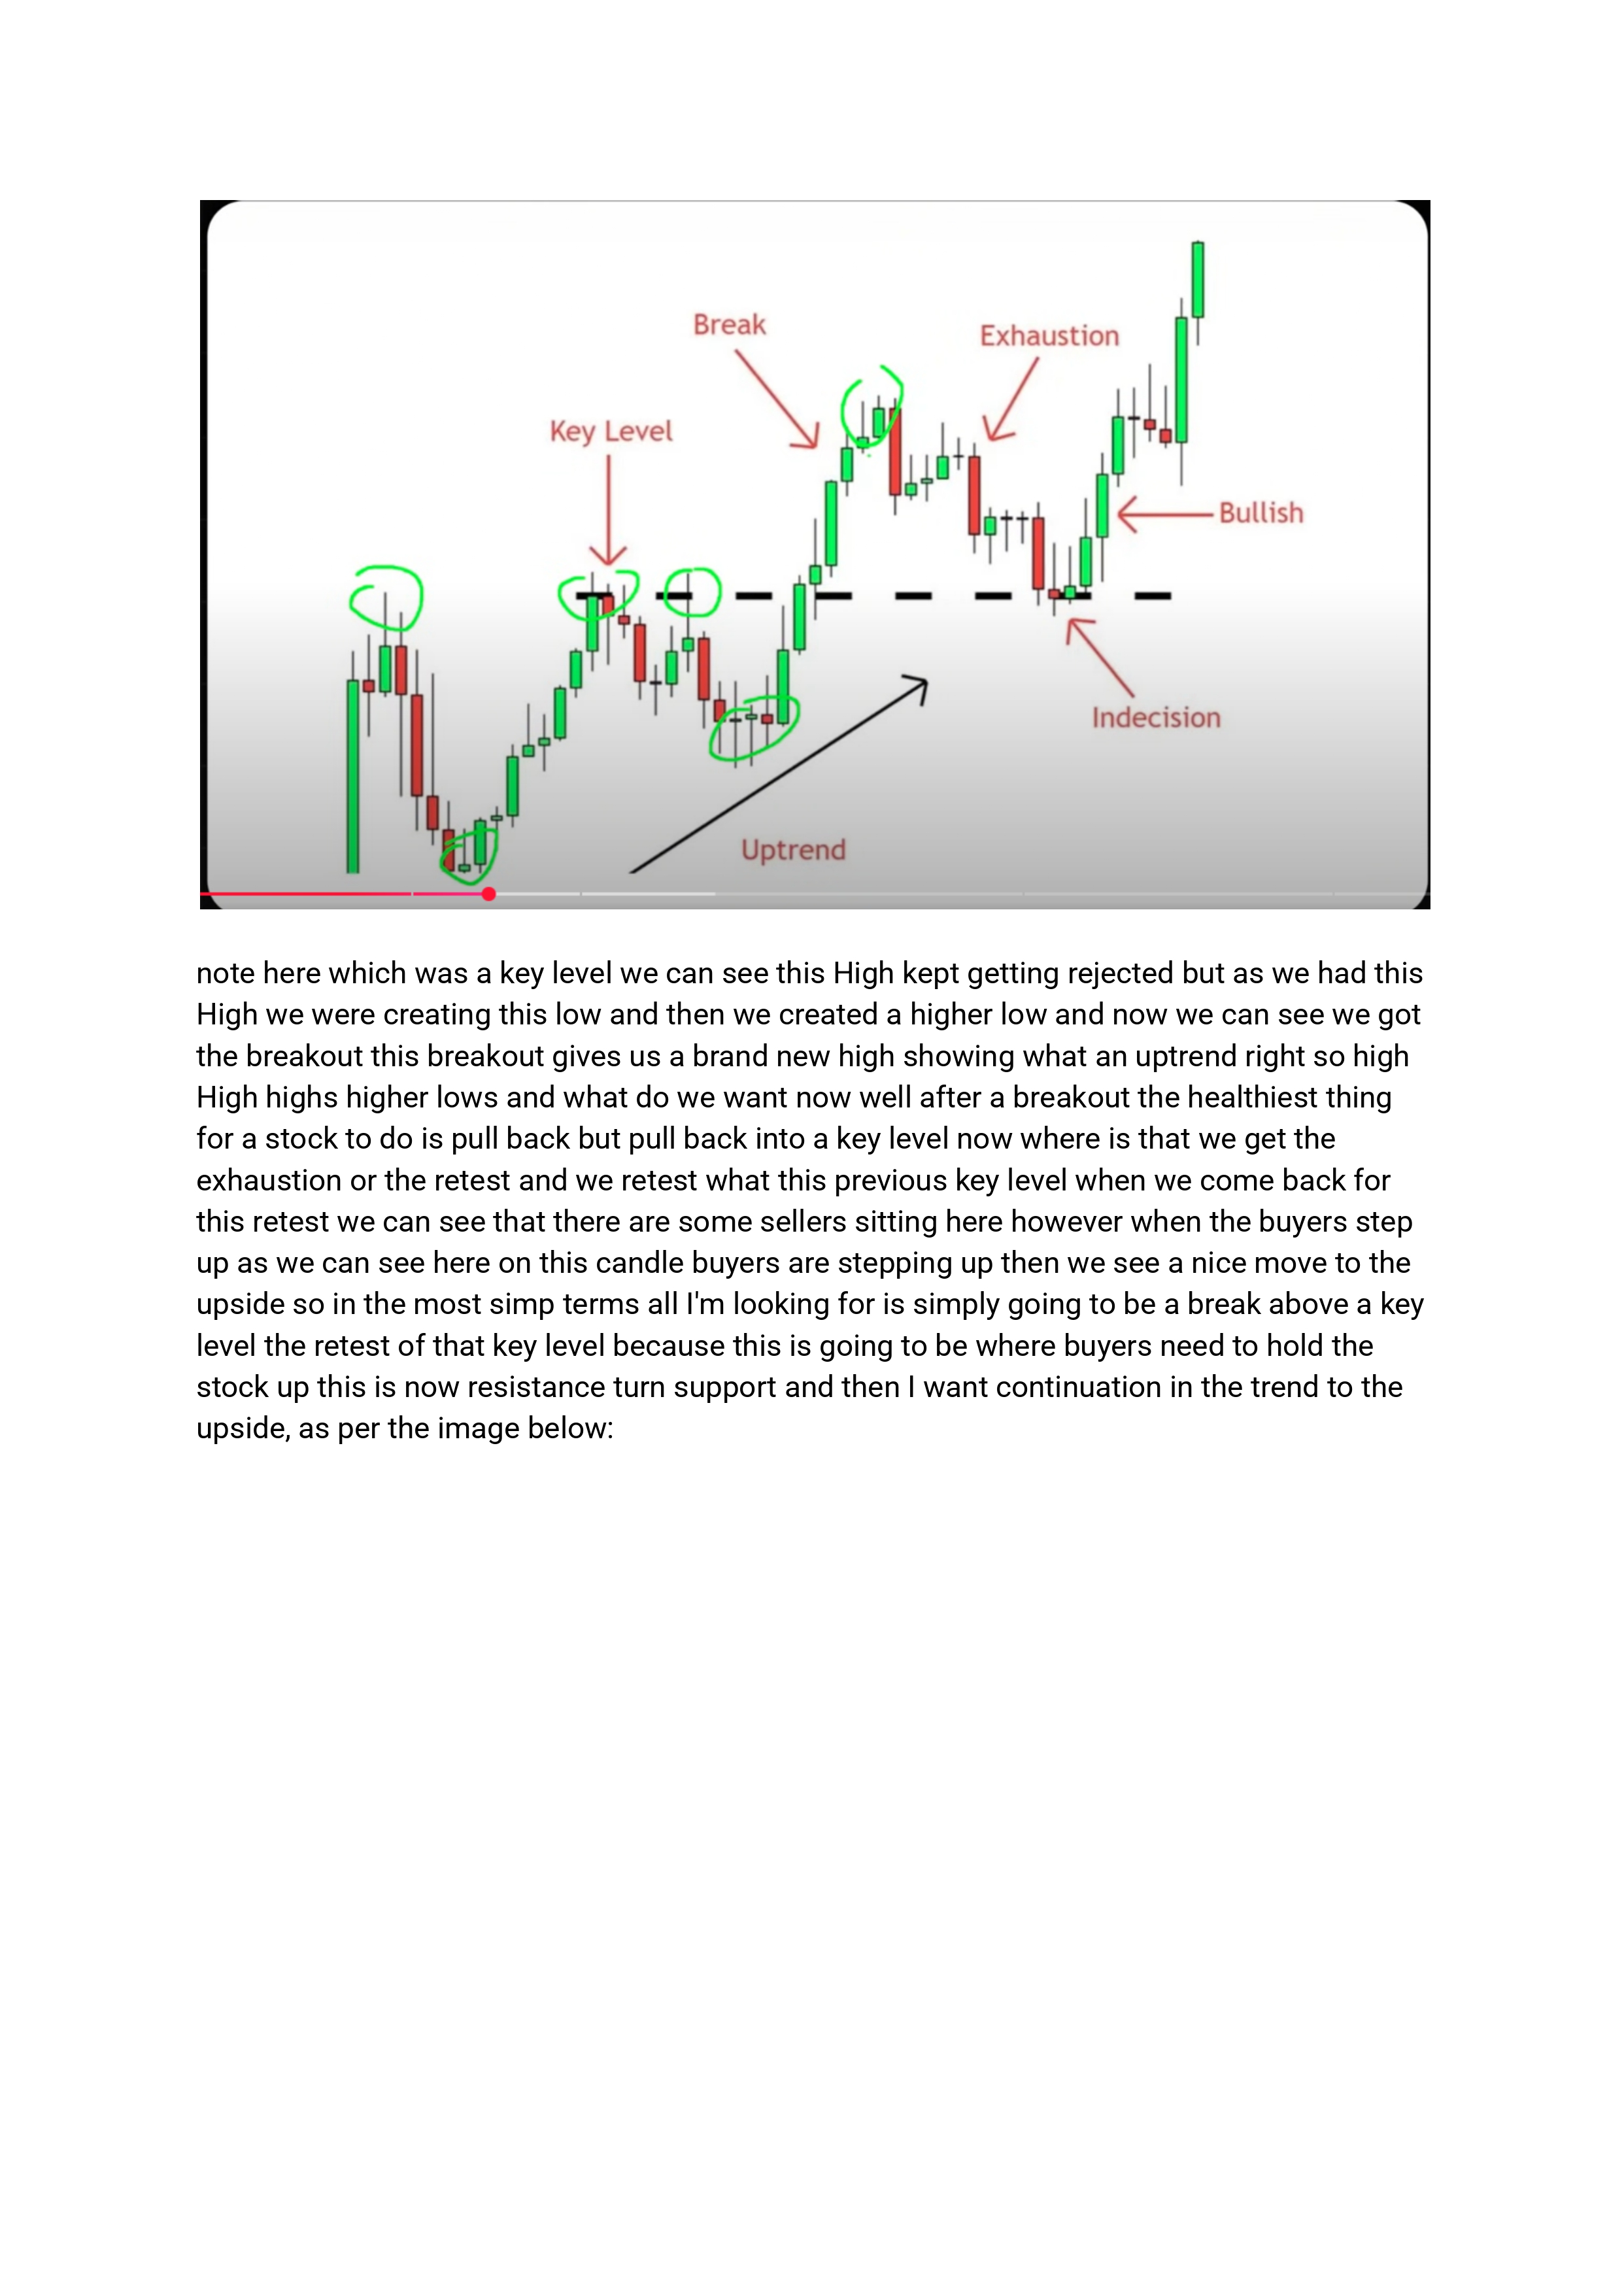 Break
Exhaustion
Key Level
Bullish
Indecision
Uptrend
note here which was a key level we can see this High kept getting rejected but as we had this
High we were creating this low and then we created a higher low and now we can see we got
the breakout this breakout gives us a brand new high showing what an uptrend right so high
High highs higher lows and what do we want now well after a breakout the healthiest thing
for a stock to do is pull back but pull back into a key level now where is that we get the
exhaustion or the retest and we retest what this previous key level when we come back for
this retest we can see that there are some sellers sitting here however when the buyers step
up as we can see here on this candle buyers are stepping up then we see a nice move to the
upside so in the most simp terms all I'm looking for is simply going to be a break above a key
level the retest of that key level because this is going to be where buyers need to hold the
stock up this is now resistance turn support and then I want continuation in the trend to the
upside, as per the image below: